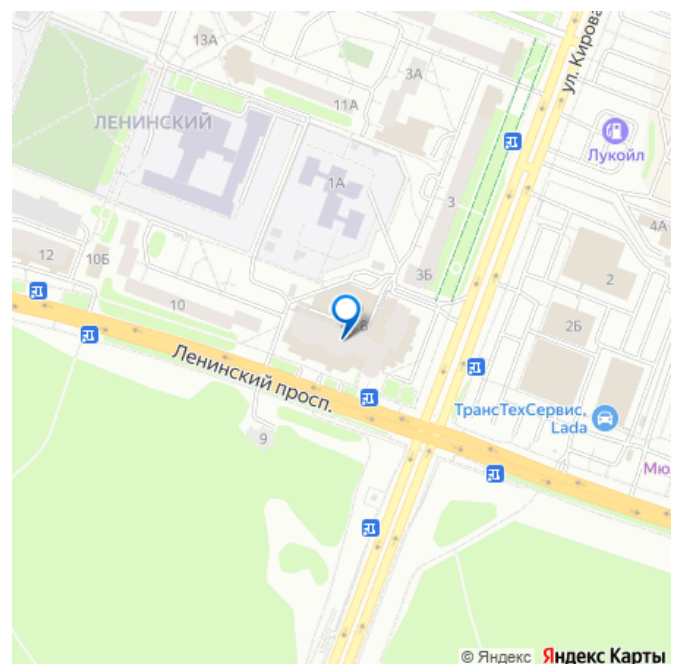 13А
3А
ул. Кирова
11А
ЛЕНИНСКИЙ
Лукойл
1А
3
4А
12
10Б
3Б
2
10
8
2Б
Ленинский просп.
ТрансТехСервис,
Lada
9
Мю
© Яндекс Яндекс Карты